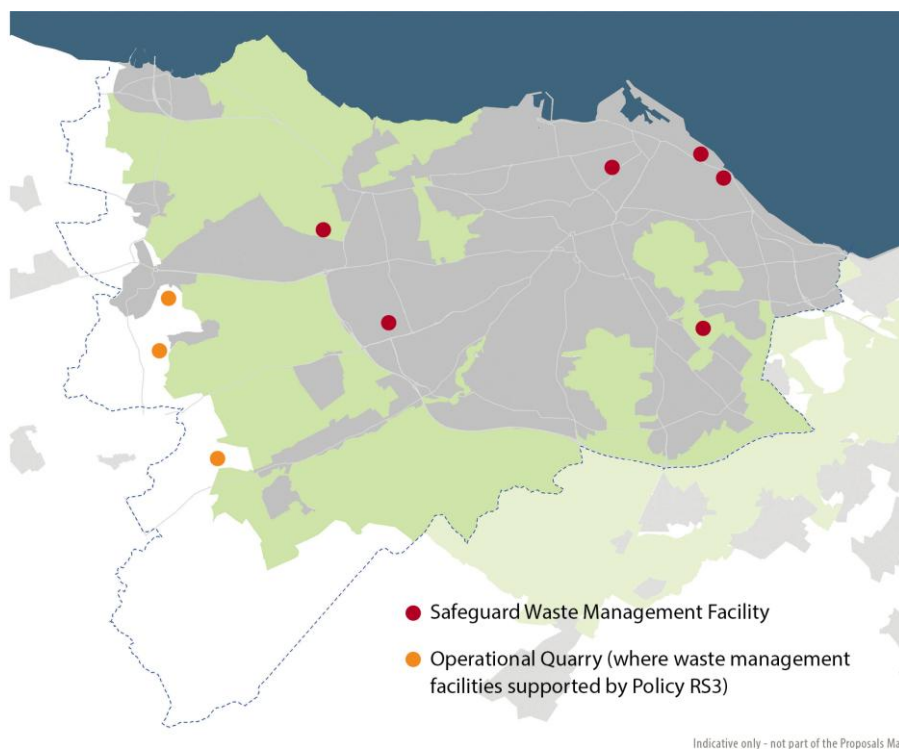 Safeguard Waste Management Facility
Operational Quarry (where waste management
facilities supported by Policy RS3)
Indicative only - not part of the Proposals Ma